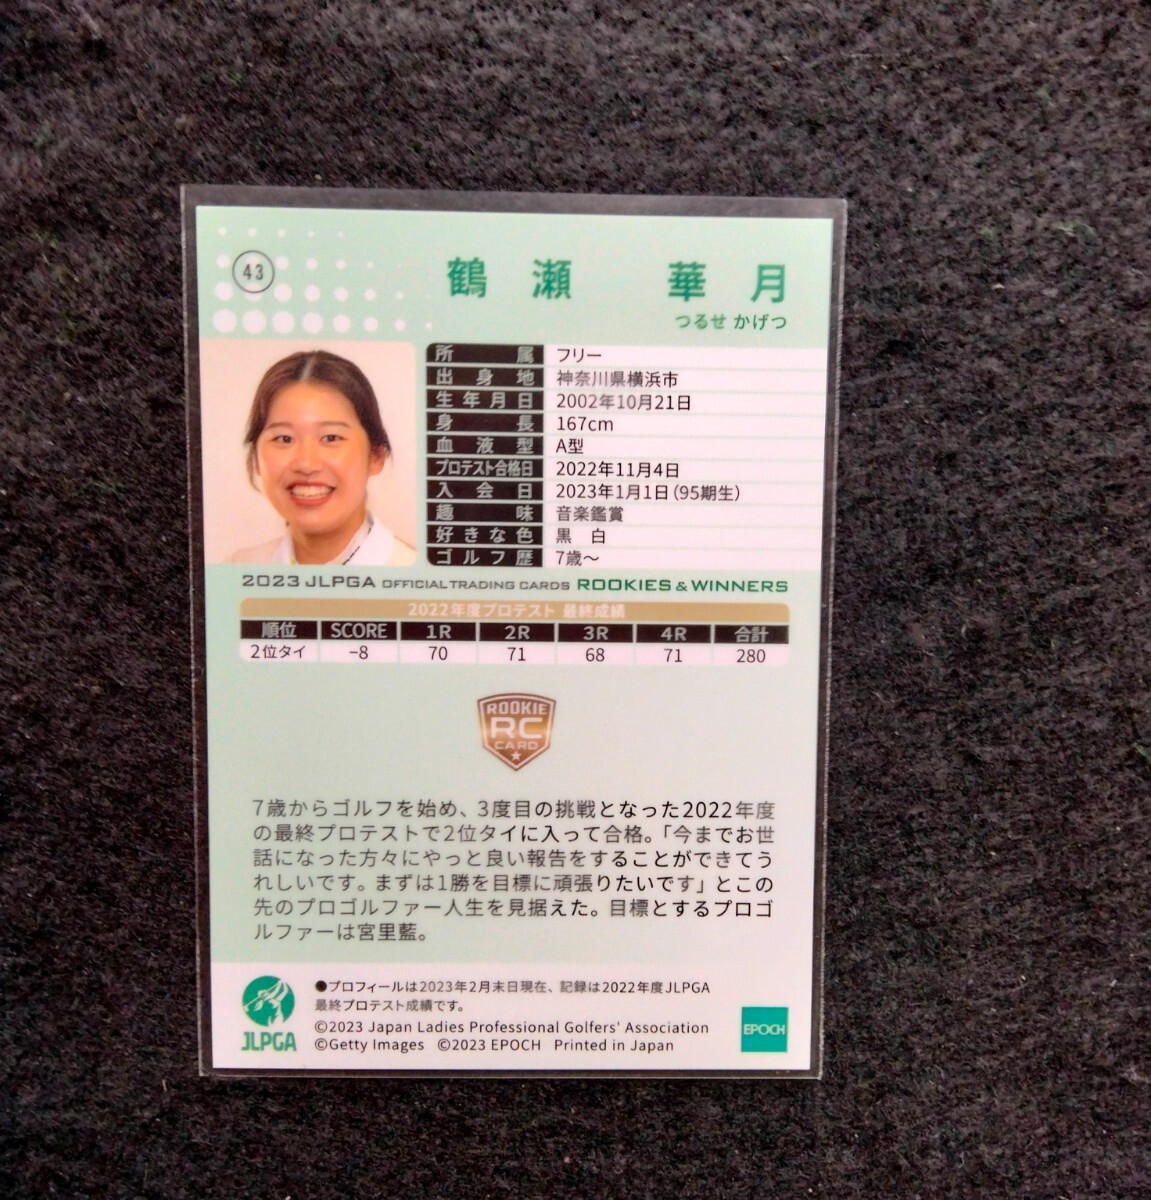 43
鶴瀬 華月
つるせ かげつ
所属 フリー
出身地 神奈川県横浜市
生年月日 2002年10月21日
身長 167cm
血液型 A型
プロテスト合格日 2022年11月4日
入会日 2023年1月1日(95期生)
趣味 音楽鑑賞
好きな色 黒 白
ゴルフ歴 7歳〜
2023 JLPGA OFFICIAL TRADING CARDS ROOKIES & WINNERS
2022年度プロテスト 最終成績
順位 SCORE 1R 2R 3R 4R 合計
2位タイ −8 70 71 68 71 280
ROOKIE
RC
CARD
7歳からゴルフを始め、3度目の挑戦となった2022年度
の最終プロテストで2位タイに入って合格。「今までお世
話になった方々にやっと良い報告をすることができてう
れしいです。まずは1勝を目標に頑張りたいです」とこの
先のプロゴルファー人生を見据えた。目標とするプロゴ
ルファーは宮里藍。
●プロフィールは2023年2月末日現在、記録は2022年度JLPGA
最終プロテスト成績です。
©2023 Japan Ladies Professional Golfers' Association
©Getty Images ©2023 EPOCH Printed in Japan
JLPGA
EPOCH